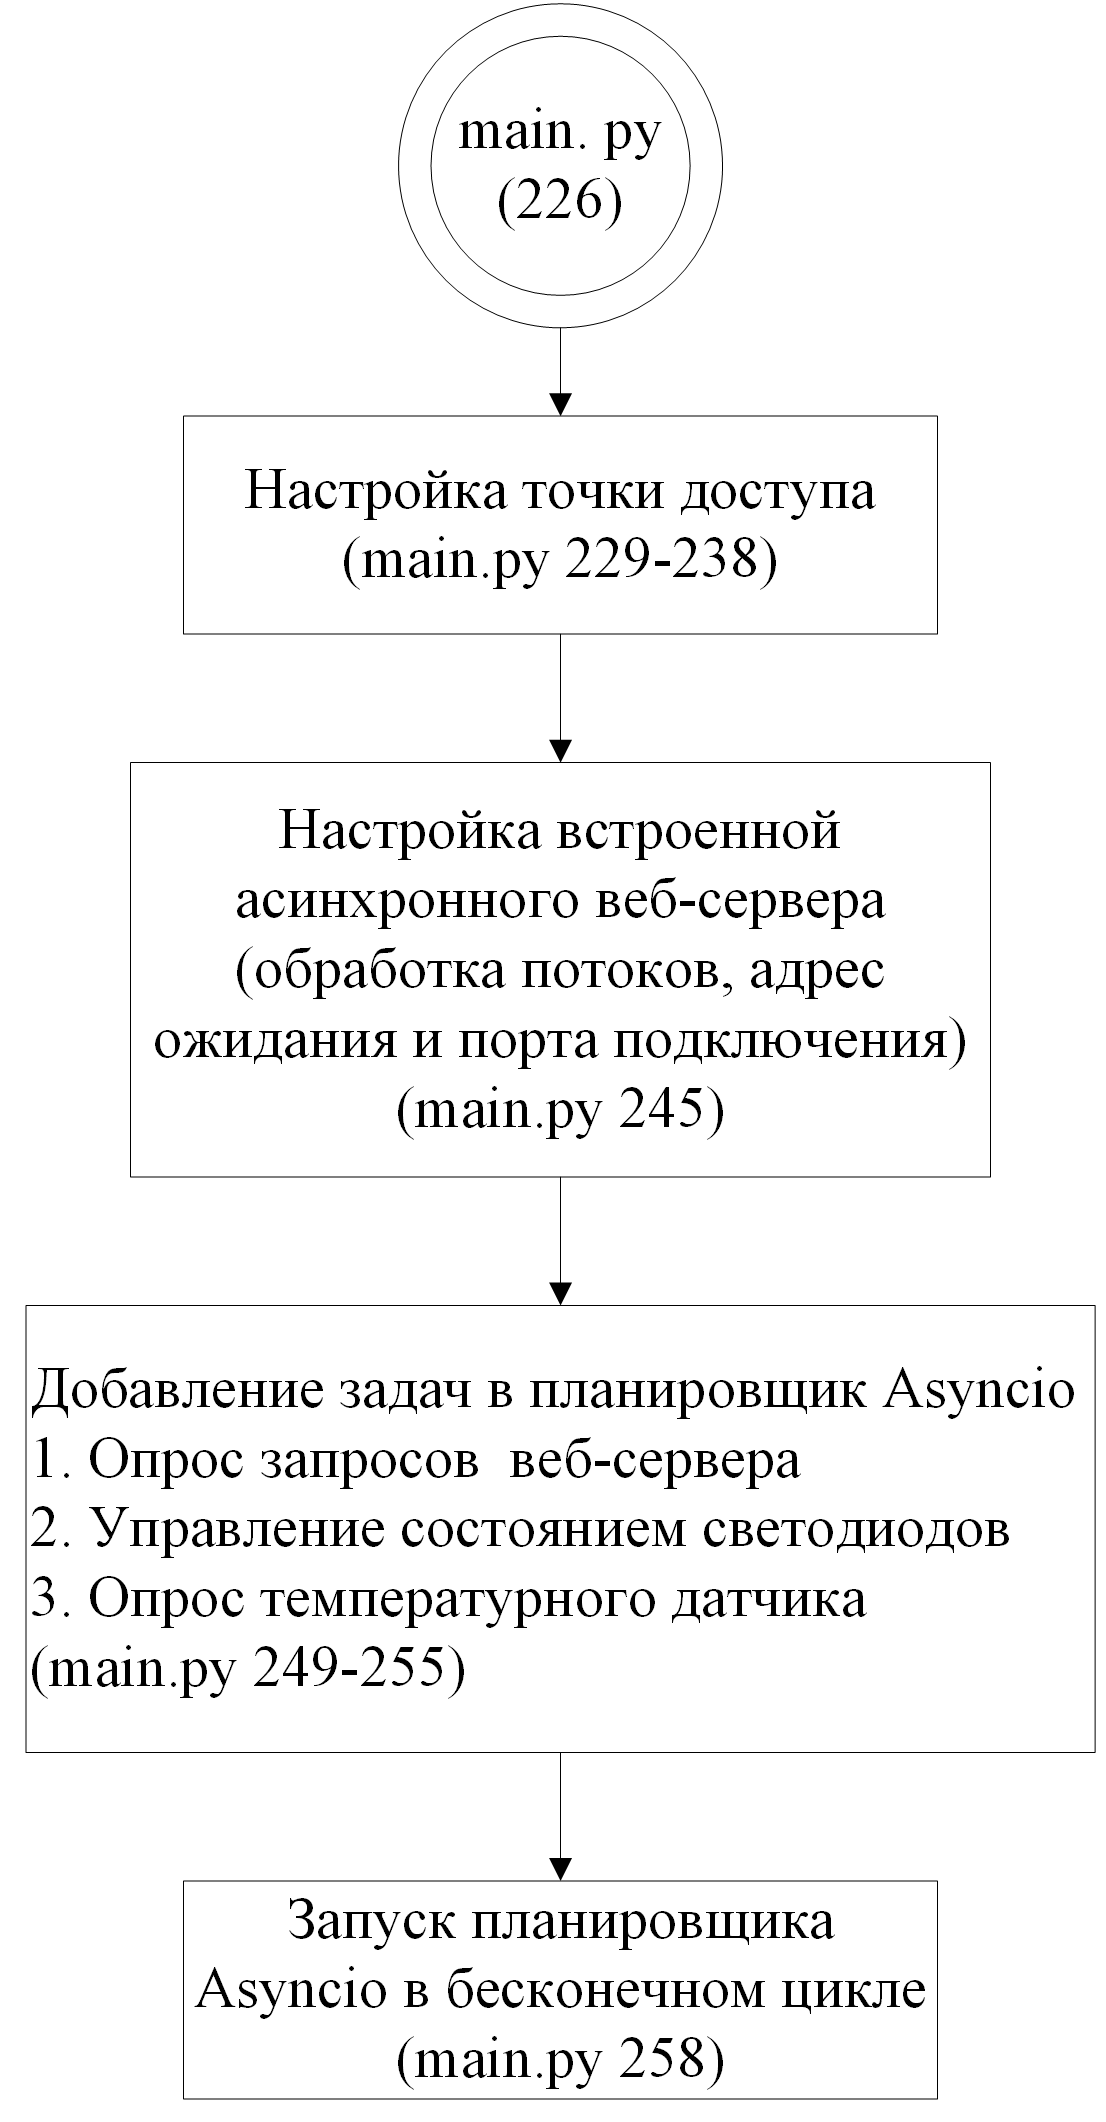 main. py
(226)
Настройка точки доступа
(main.py 229-238)
Настройка встроенной
асинхронного веб-сервера
(обработка потоков, адрес
ожидания и порта подключения)
(main.py 245)
Добавление задач в планировщик Asyncio
1. Опрос запросов  веб-сервера
2. Управление состоянием светодиодов
3. Опрос температурного датчика
(main.py 249-255)
Запуск планировщика
Asyncio в бесконечном цикле
(main.py 258)